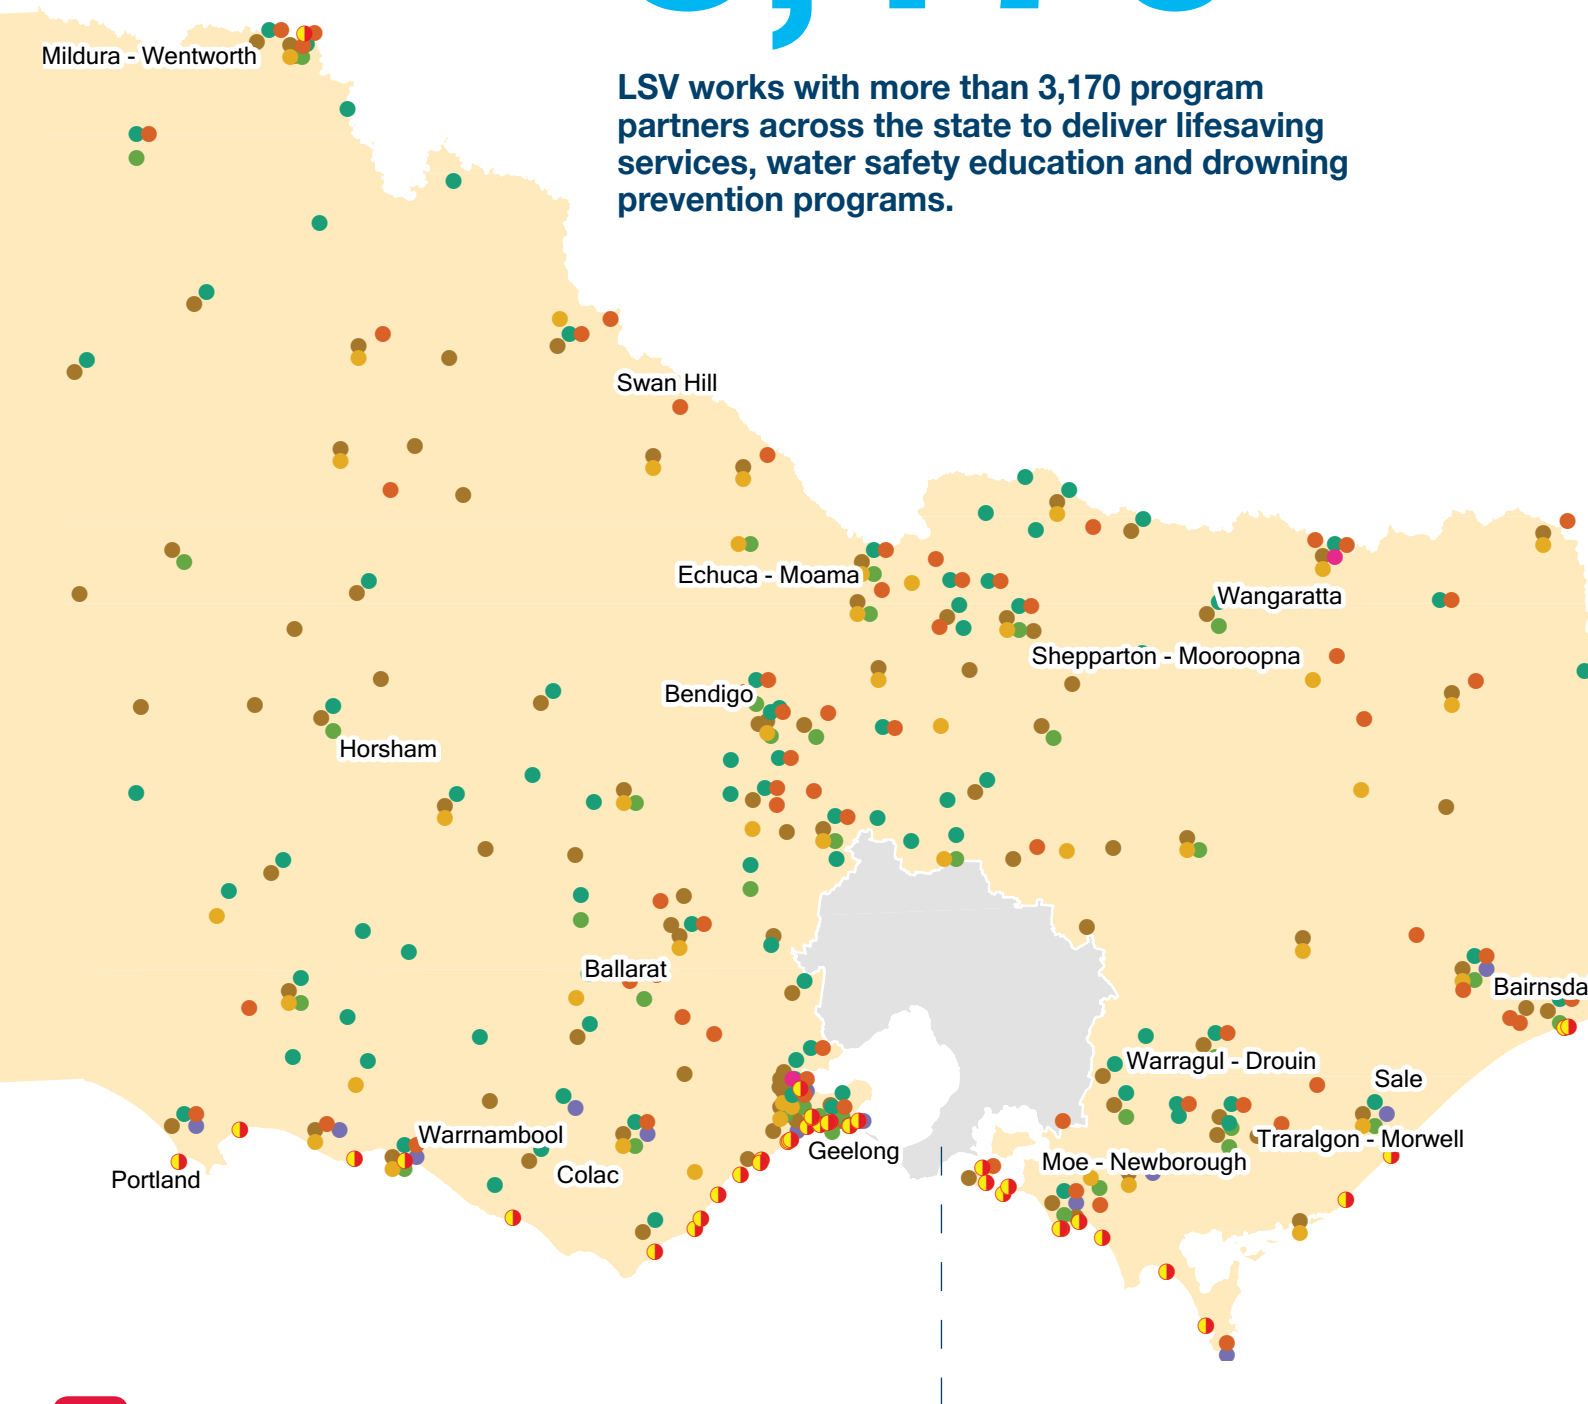 Mildura - Wentworth
LSV works with more than 3,170 program
partners across the state to deliver lifesaving
services, water safety education and drowning
prevention programs.
Swan Hill
Echuca - Moama
Wangaratta
Shepparton - Mooroopna
Bendigo
Horsham
Ballarat
Bairnsda
Warragul - Drouin
Sale
Warrnambool
Traralgon - Morwell
Geelong
Moe - Newborough
Colac
Portland